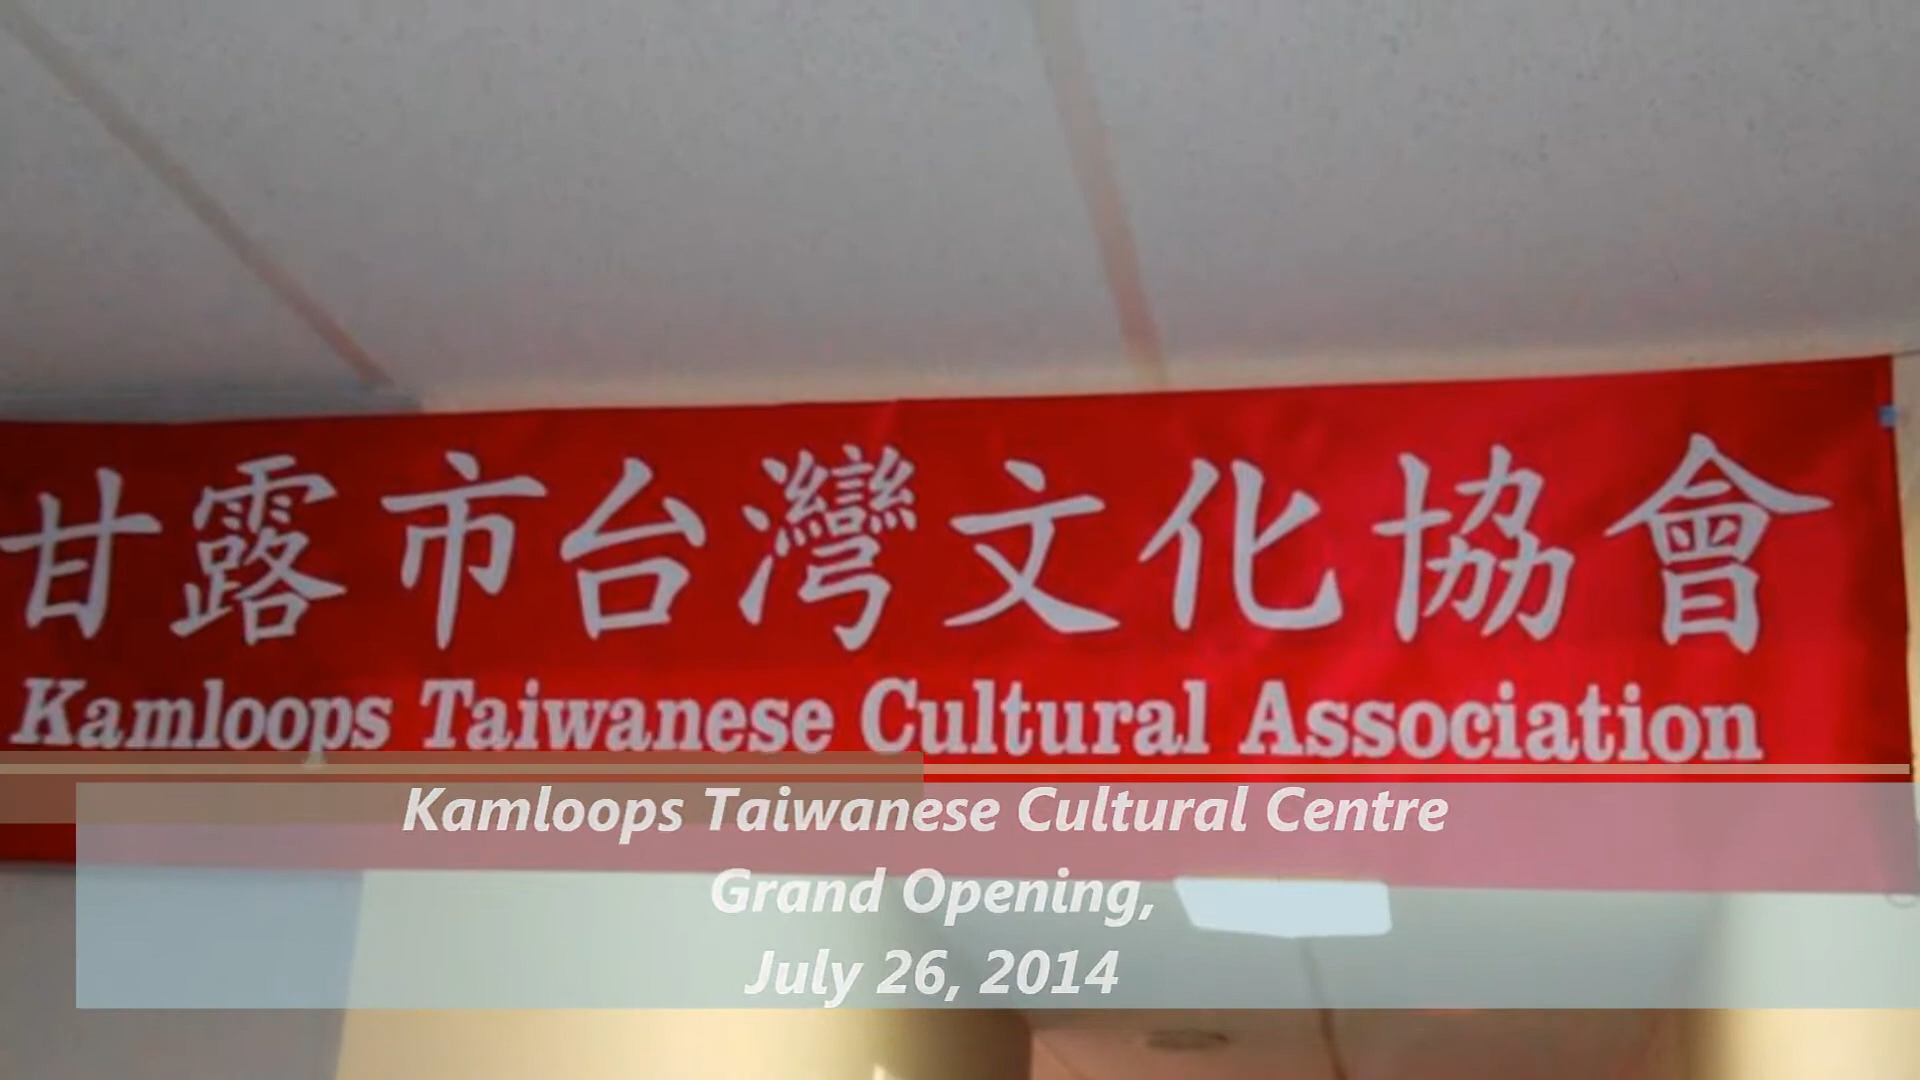 甘露市台灣文化協會
Kamloops Taiwanese Cultural Association
Kamloops Taiwanese Cultural Centre
Grand Opening,
July 26, 2014